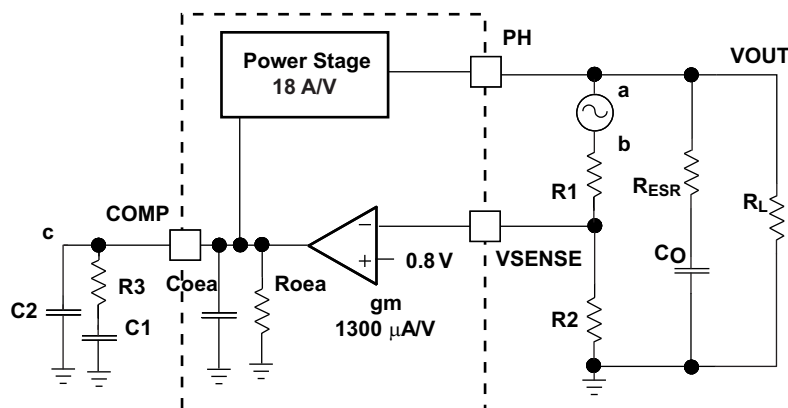 PH
VOUT
Power Stage
18 A/V
a
b
R1
RESR
RL
COMP
c
VSENSE
0.8 V
R3
Coea
Roea
CO
C2
C1
gm
1300 µA/V
R2
−
+